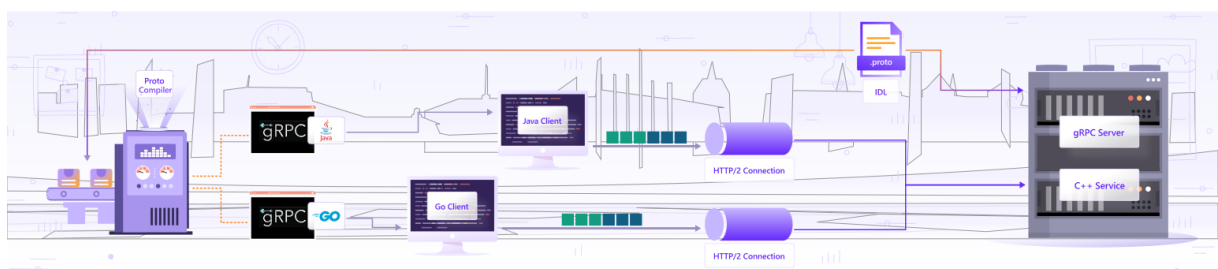 Proto
Compiler
.proto
IDL
gRPC
Java
Java Client
HTTP/2 Connection
gRPC Server
C++ Service
gRPC
GO
Go Client
HTTP/2 Connection